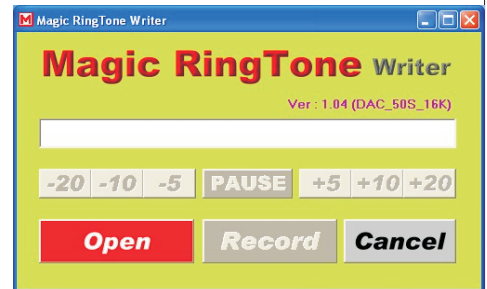 Magic RingTone Writer
Magic RingTone Writer
Ver : 1.04 (DAC_50S_16K)
-20 -10 -5 PAUSE +5 +10 +20
Open Record Cancel